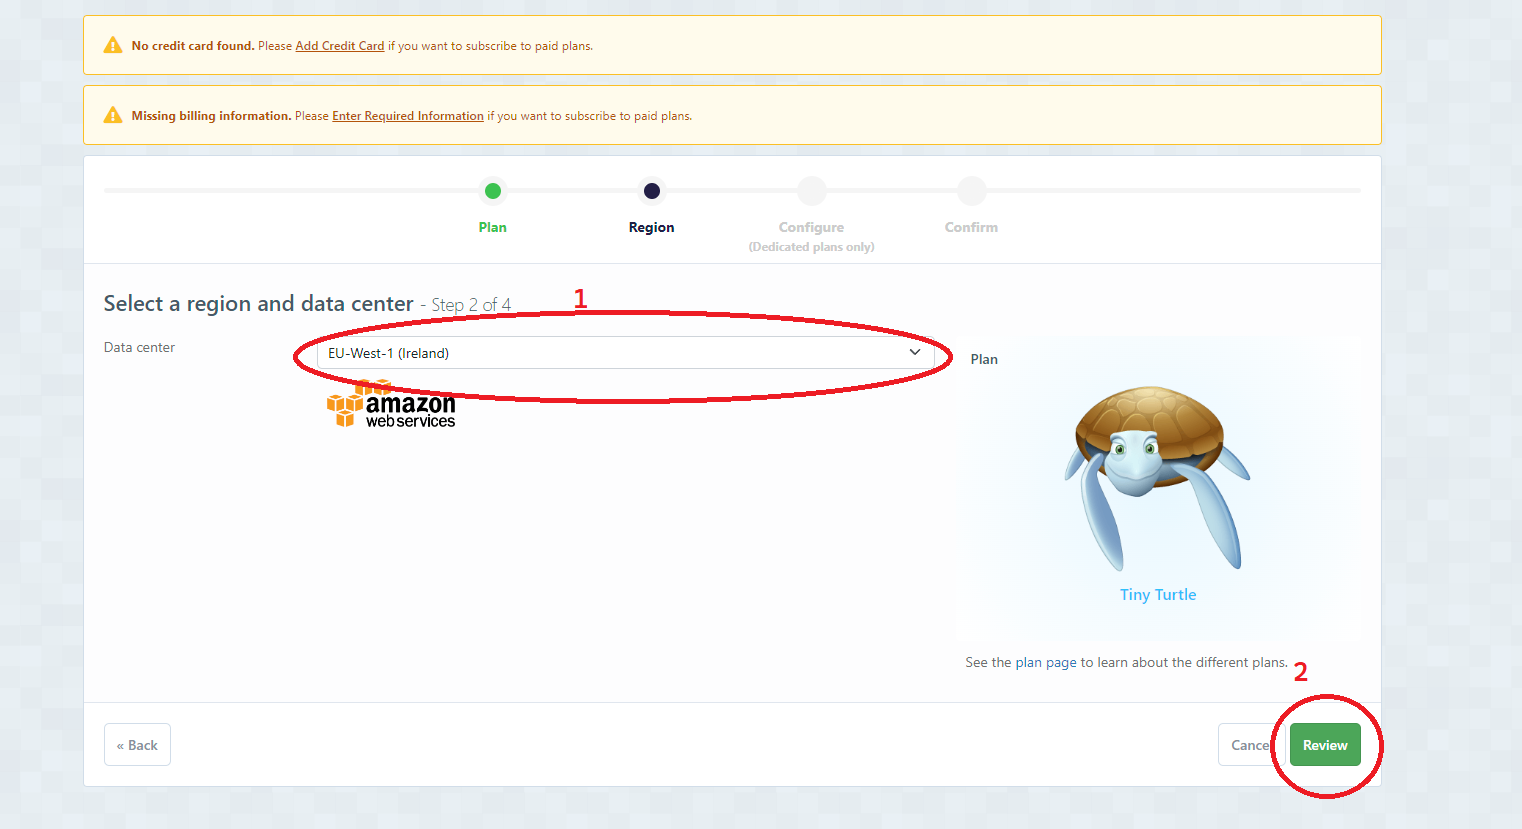 No credit card found. Please Add Credit Card if you want to subscribe to paid plans.
Missing billing information. Please Enter Required Information if you want to subscribe to paid plans.
Plan
Region
Configure
(Dedicated plans only)
Confirm
Select a region and data center - Step 2 of 4
1
Data center
EU-West-1 (Ireland)
amazon
web services
Plan
Tiny Turtle
See the plan page to learn about the different plans.
2
« Back
Cance
Review